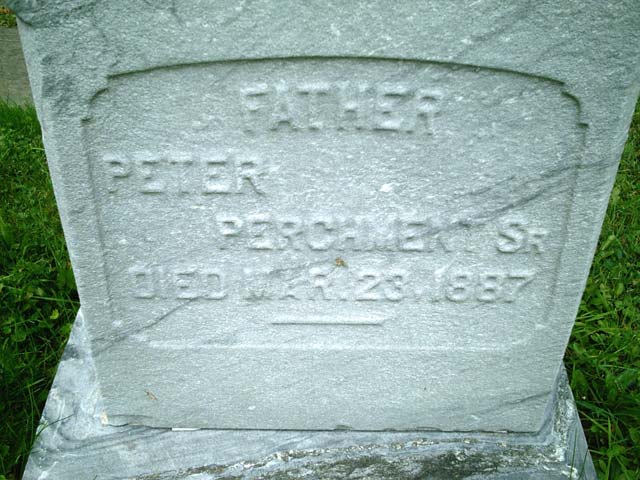 FATHER
PETER
PERCHMENT SR
DIED MAR. 23. 1887